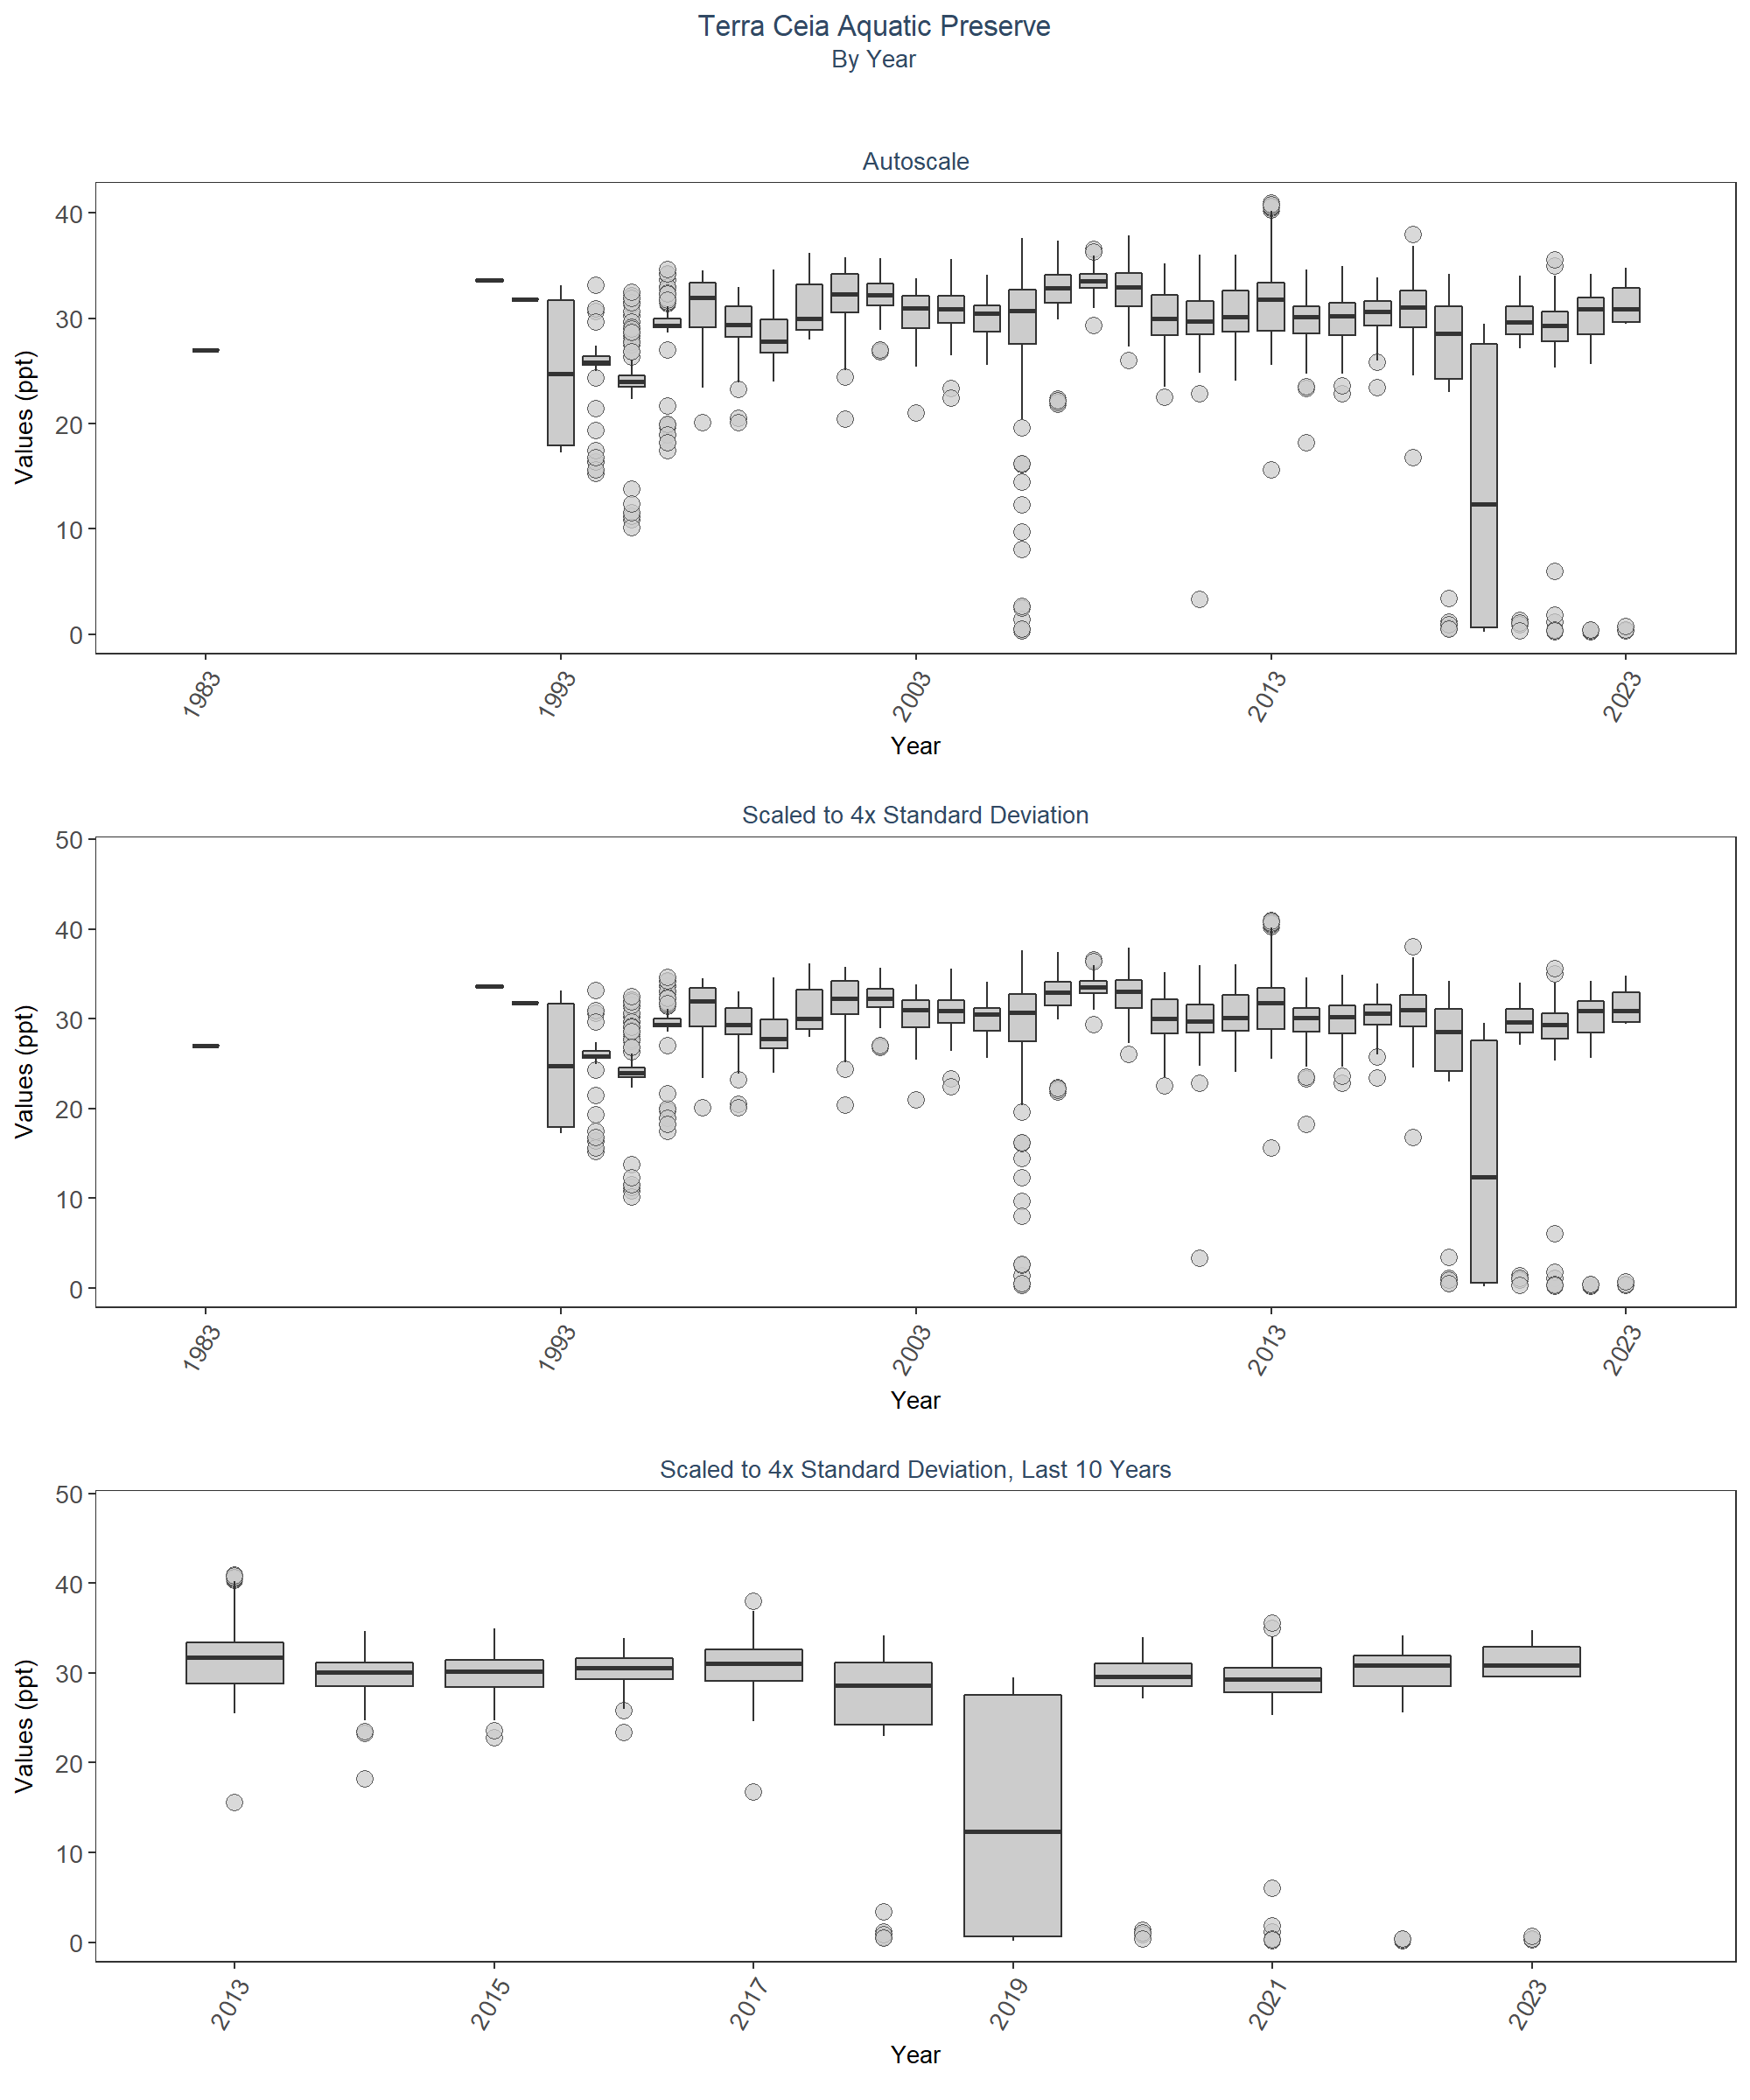 Terra Ceia Aquatic Preserve
By Year
Autoscale
Values (ppt)
40
30
20
10
0
1983 1993 2003 2013 2023
Year
Scaled to 4x Standard Deviation
Values (ppt)
50
40
30
20
10
0
1983 1993 2003 2013 2023
Year
Scaled to 4x Standard Deviation, Last 10 Years
Values (ppt)
50
40
30
20
10
0
2013 2015 2017 2019 2021 2023
Year